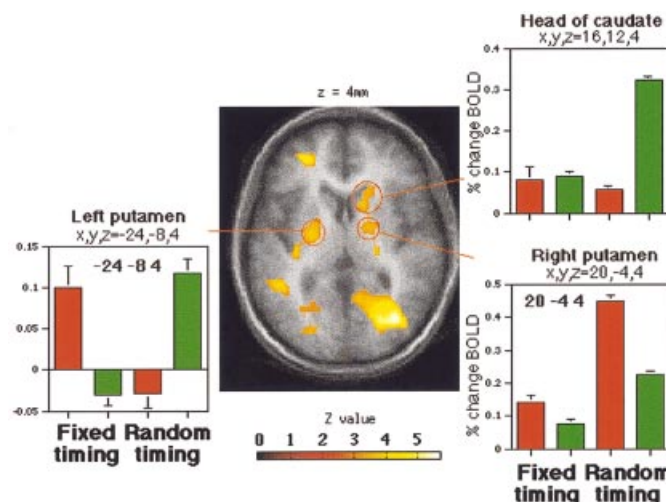 Head of caudate
x,y,z=16,12,4
0.4
0.3
0.2
0.1
0
% change BOLD
z = 4mm
Left putamen
x,y,z=-24,-8,4
0.15
0.1
0.05
0
-0.05
-24 -8 4
Fixed Random
timing timing
Z value
0 1 2 3 4 5
Right putamen
x,y,z=20,-4,4
0.5
0.4
0.3
0.2
0.1
0
% change BOLD
20 -4 4
Fixed Random
timing timing